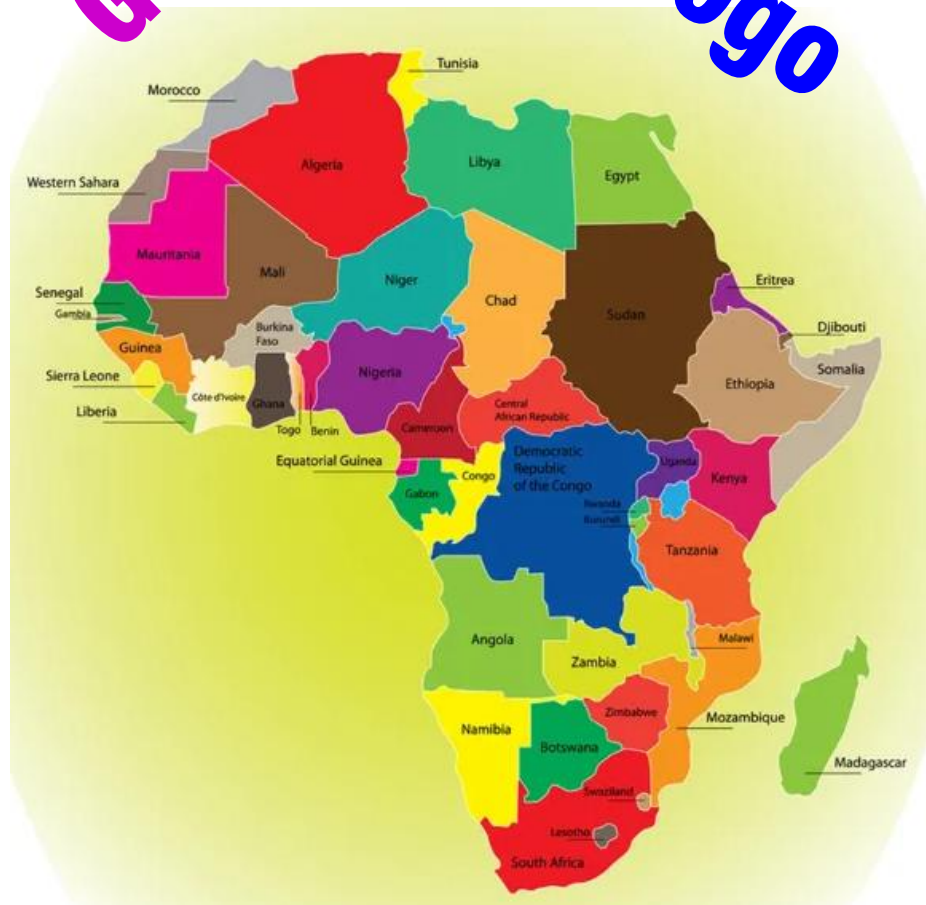 G
ogo
Tunisia
Morocco
Algeria
Libya
Egypt
Western Sahara
Mauritania
Mali
Niger
Chad
Sudan
Eritrea
Senegal
Gambia
Djibouti
Burkina
Faso
Guinea
Nigeria
Somalia
Sierra Leone
Ethiopia
Côte d'Ivoire
Ghana
Liberia
Togo
Benin
Central
African Republic
Cameroon
Equatorial Guinea
Democratic
Republic
of the Congo
Congo
Uganda
Kenya
Gabon
Rwanda
Burundi
Tanzania
Angola
Malawi
Zambia
Zimbabwe
Mozambique
Namibia
Botswana
Madagascar
Swaziland
Lesotho
South Africa